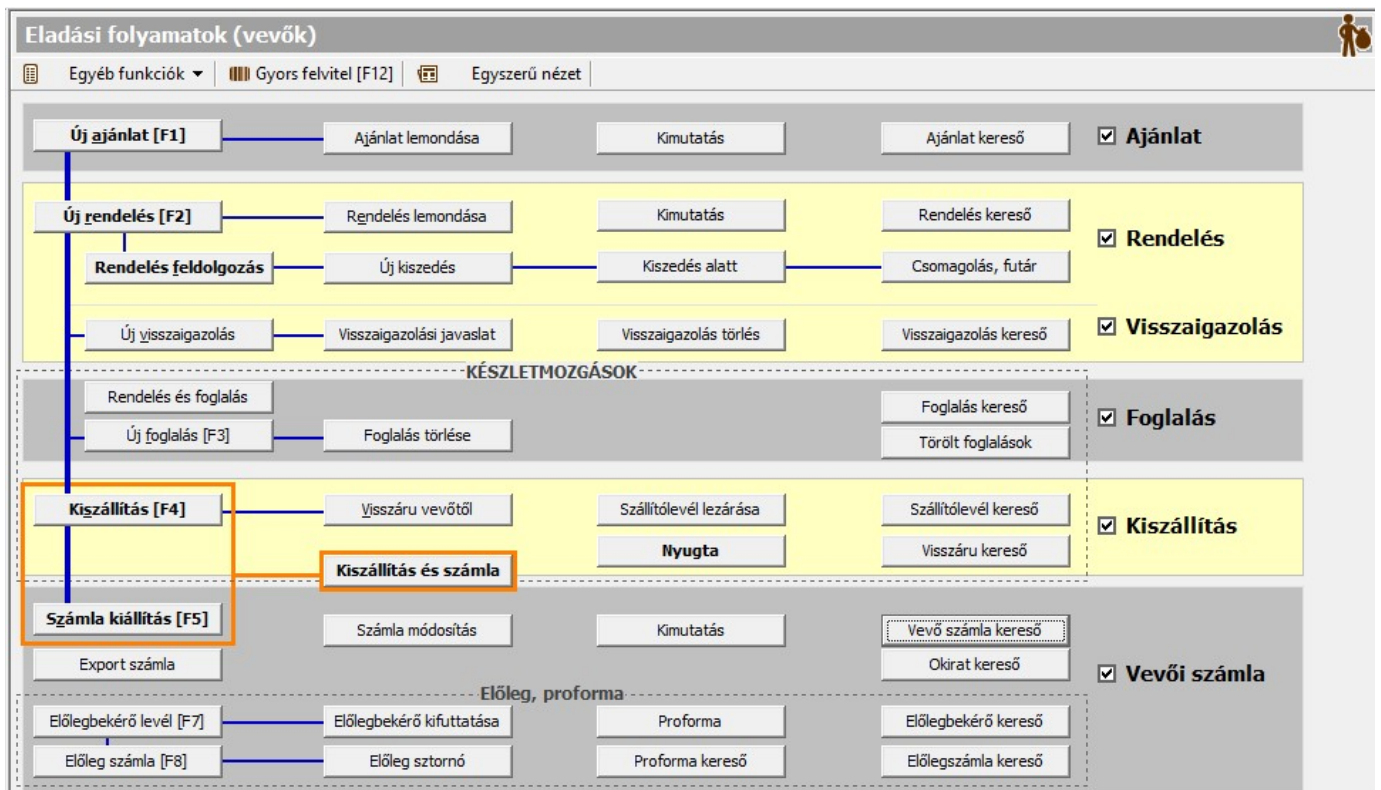 Eladási folyamatok (vevők)
Egyéb funkciók Gyors felvitel [F12] Egyszerű nézet
Új ajánlat [F1] Ajánlat lemondása Kimutatás Ajánlat kereső Ajánlat
Új rendelés [F2] Rendelés lemondása Kimutatás Rendelés kereső
Rendelés
Rendelés feldolgozás Új kiszedés Kiszedés alatt Csomagolás, futár
Új visszaigazolás Visszaigazolási javaslat Visszaigazolás törlés Visszaigazolás kereső Visszaigazolás
KÉSZLETMOZGÁSOK
Rendelés és foglalás Foglalás kereső
Foglalás
Új foglalás [F3] Foglalás törlése Törölt foglalások
Kiszállítás [F4] Visszáru vevőtől Szállítólevél lezárása Szállítólevél kereső
Kiszállítás
Nyugta Visszáru kereső
Kiszállítás és számla
Számla kiállítás [F5] Számla módosítás Kimutatás Vevő számla kereső
Export számla Okirat kereső
Vevői számla
Előleg, proforma
Előlegbekérő levél [F7] Előlegbekérő kifuttatása Proforma Előlegbekérő kereső
Előleg számla [F8] Előleg sztornó Proforma kereső Előlegszámla kereső